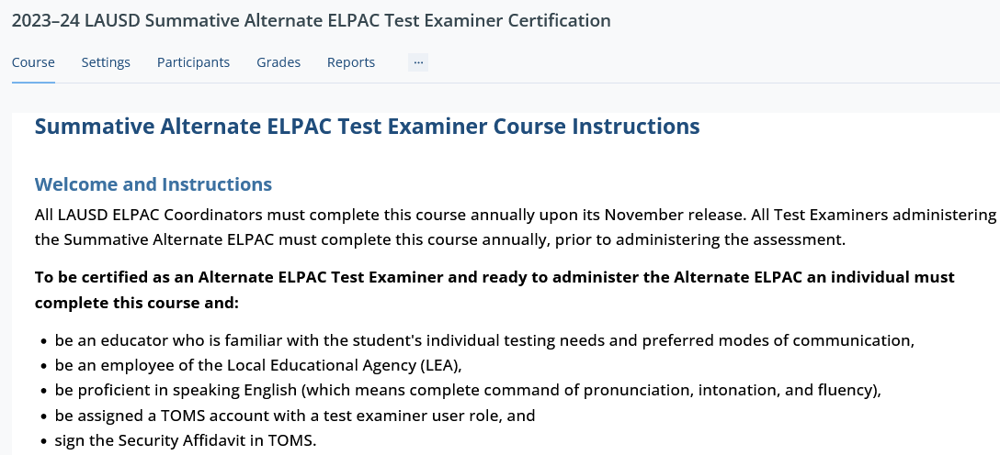 2023–24 LAUSD Summative Alternate ELPAC Test Examiner Certification
Course Settings Participants Grades Reports ...
Summative Alternate ELPAC Test Examiner Course Instructions
Welcome and Instructions
All LAUSD ELPAC Coordinators must complete this course annually upon its November release. All Test Examiners administering
the Summative Alternate ELPAC must complete this course annually, prior to administering the assessment.
To be certified as an Alternate ELPAC Test Examiner and ready to administer the Alternate ELPAC an individual must
complete this course and:
• be an educator who is familiar with the student's individual testing needs and preferred modes of communication,
• be an employee of the Local Educational Agency (LEA),
• be proficient in speaking English (which means complete command of pronunciation, intonation, and fluency),
• be assigned a TOMS account with a test examiner user role, and
• sign the Security Affidavit in TOMS.